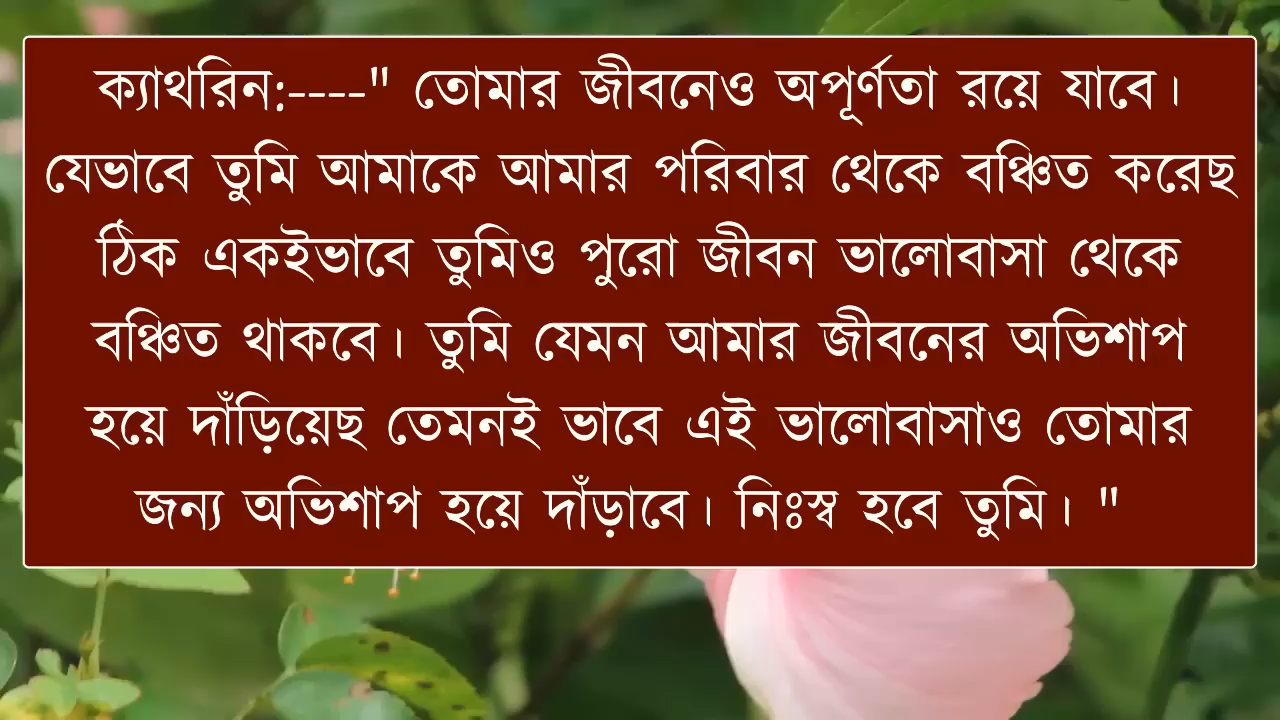 ক্যাথরিন:----" তোমার জীবনেও অপূর্ণতা রয়ে যাবে।
যেভাবে তুমি আমাকে আমার পরিবার থেকে বঞ্চিত করেছ
ঠিক একইভাবে তুমিও পুরো জীবন ভালোবাসা থেকে
বঞ্চিত থাকবে। তুমি যেমন আমার জীবনের অভিশাপ
হয়ে দাঁড়িয়েছ তেমনই ভাবে এই ভালোবাসাও তোমার
জন্য অভিশাপ হয়ে দাঁড়াবে। নিঃস্ব হবে তুমি। "